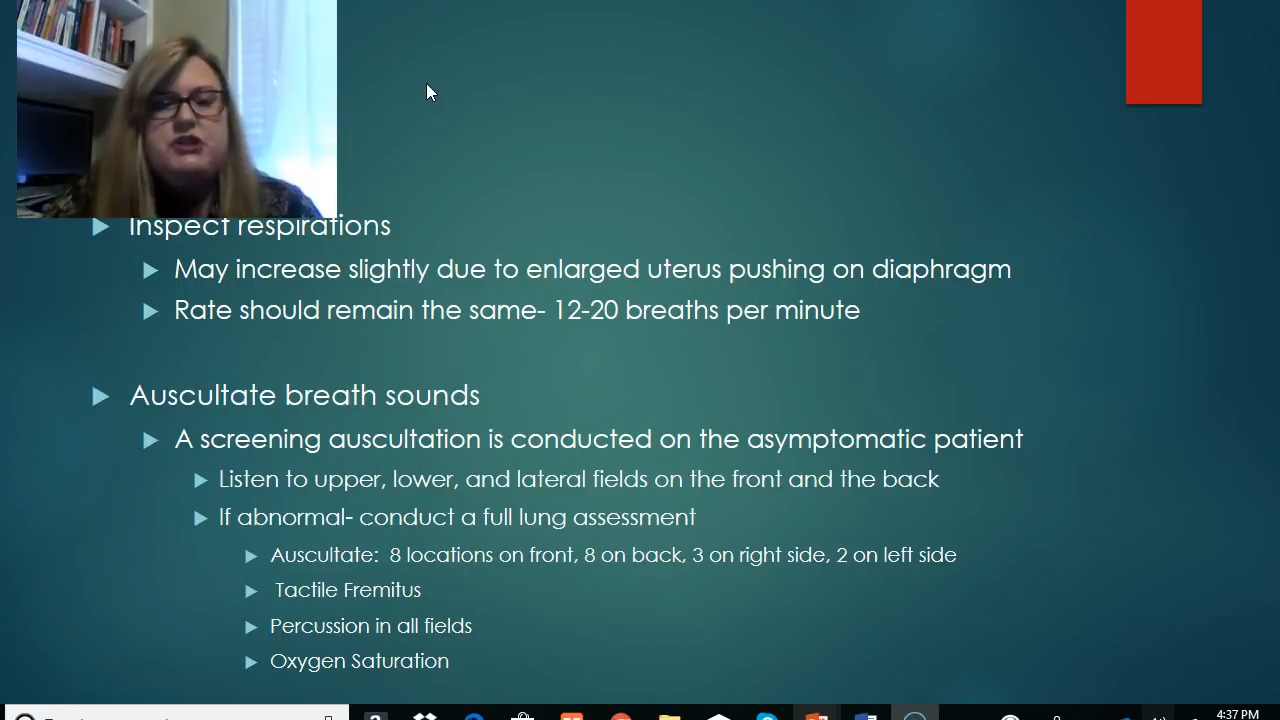 Inspect respirations
May increase slightly due to enlarged uterus pushing on diaphragm
Rate should remain the same- 12-20 breaths per minute
Auscultate breath sounds
A screening auscultation is conducted on the asymptomatic patient
Listen to upper, lower, and lateral fields on the front and the back
If abnormal- conduct a full lung assessment
Auscultate: 8 locations on front, 8 on back, 3 on right side, 2 on left side
Tactile Fremitus
Percussion in all fields
Oxygen Saturation
4:37 PM